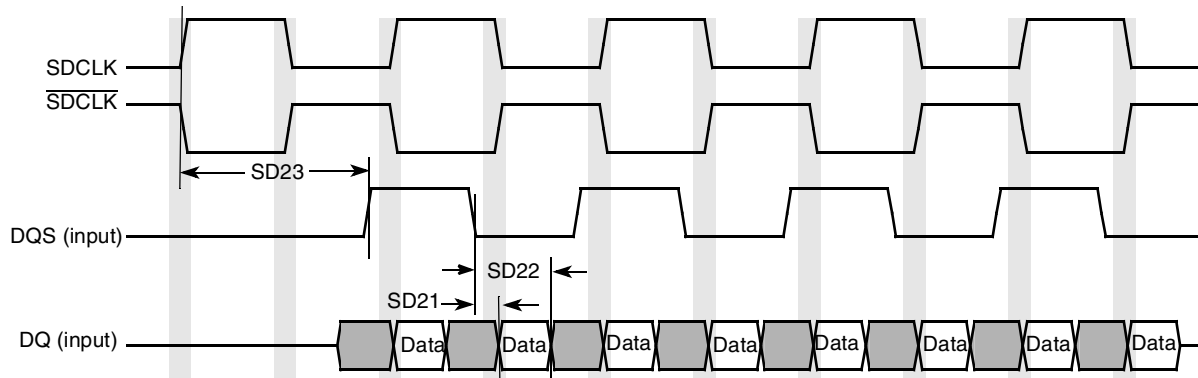 SDCLK
SDCLK
SD23
DQS (input)
SD22
SD21
DQ (input)
Data Data Data Data Data Data Data Data